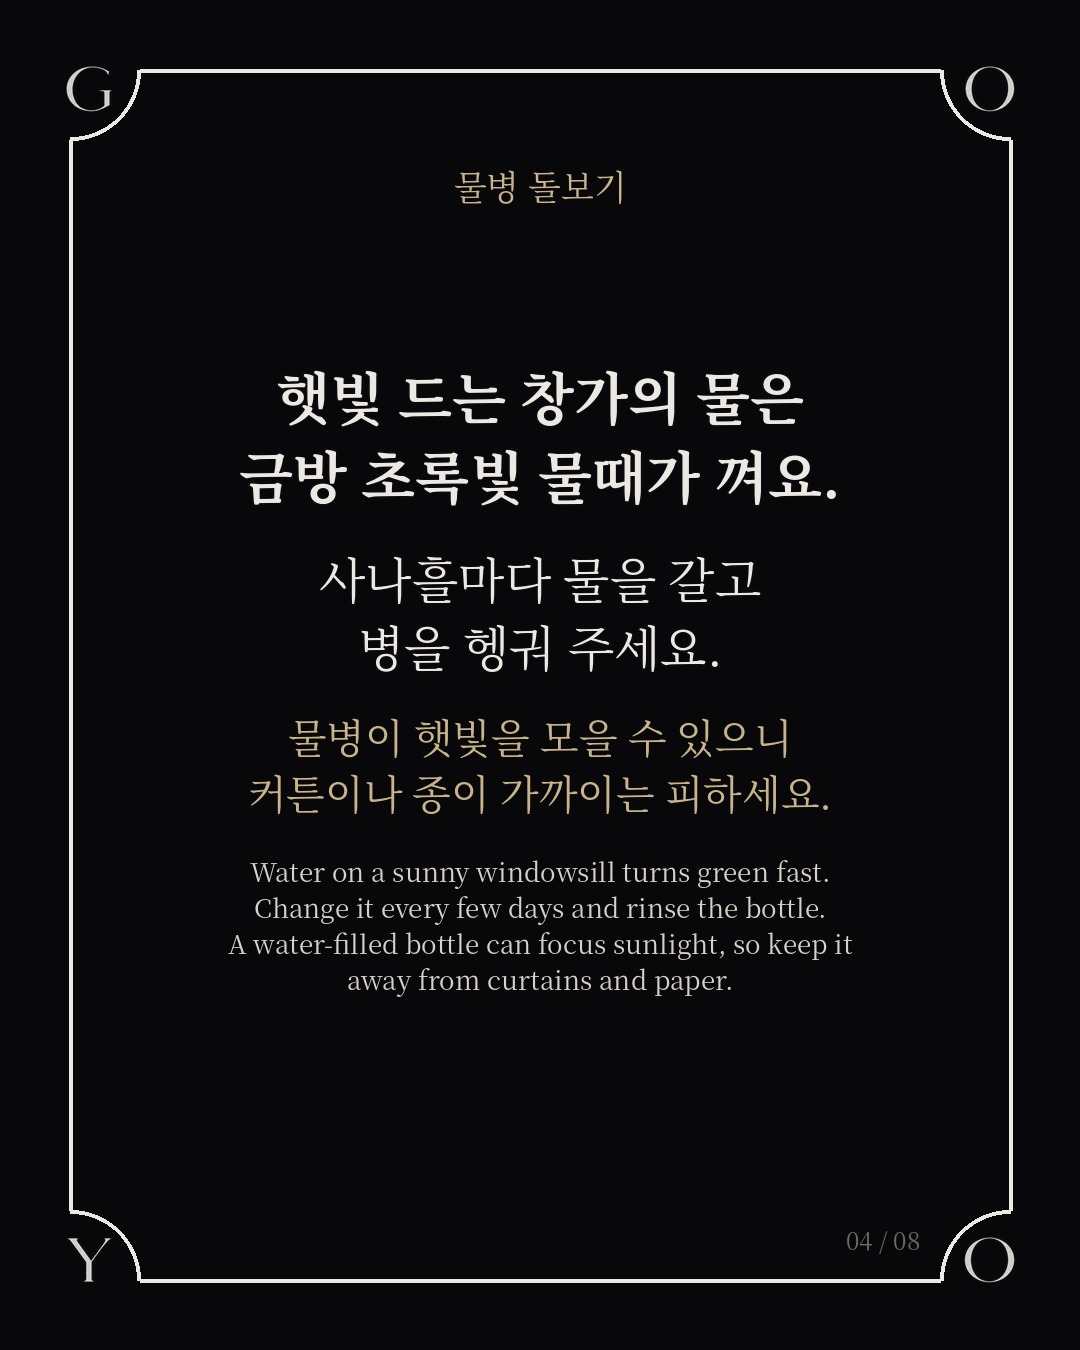 G O
물병 돌보기
햇빛 드는 창가의 물은
금방 초록빛 물때가 껴요.
사나흘마다 물을 갈고
병을 헹궈 주세요.
물병이 햇빛을 모을 수 있으니
커튼이나 종이 가까이는 피하세요.
Water on a sunny windowsill turns green fast.
Change it every few days and rinse the bottle.
A water-filled bottle can focus sunlight, so keep it
away from curtains and paper.
04 / 08
Y O